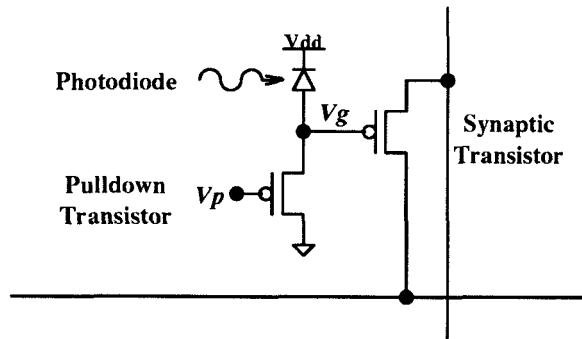 Vdd
Photodiode
Vg
Synaptic
Transistor
Pulldown
Transistor
Vp